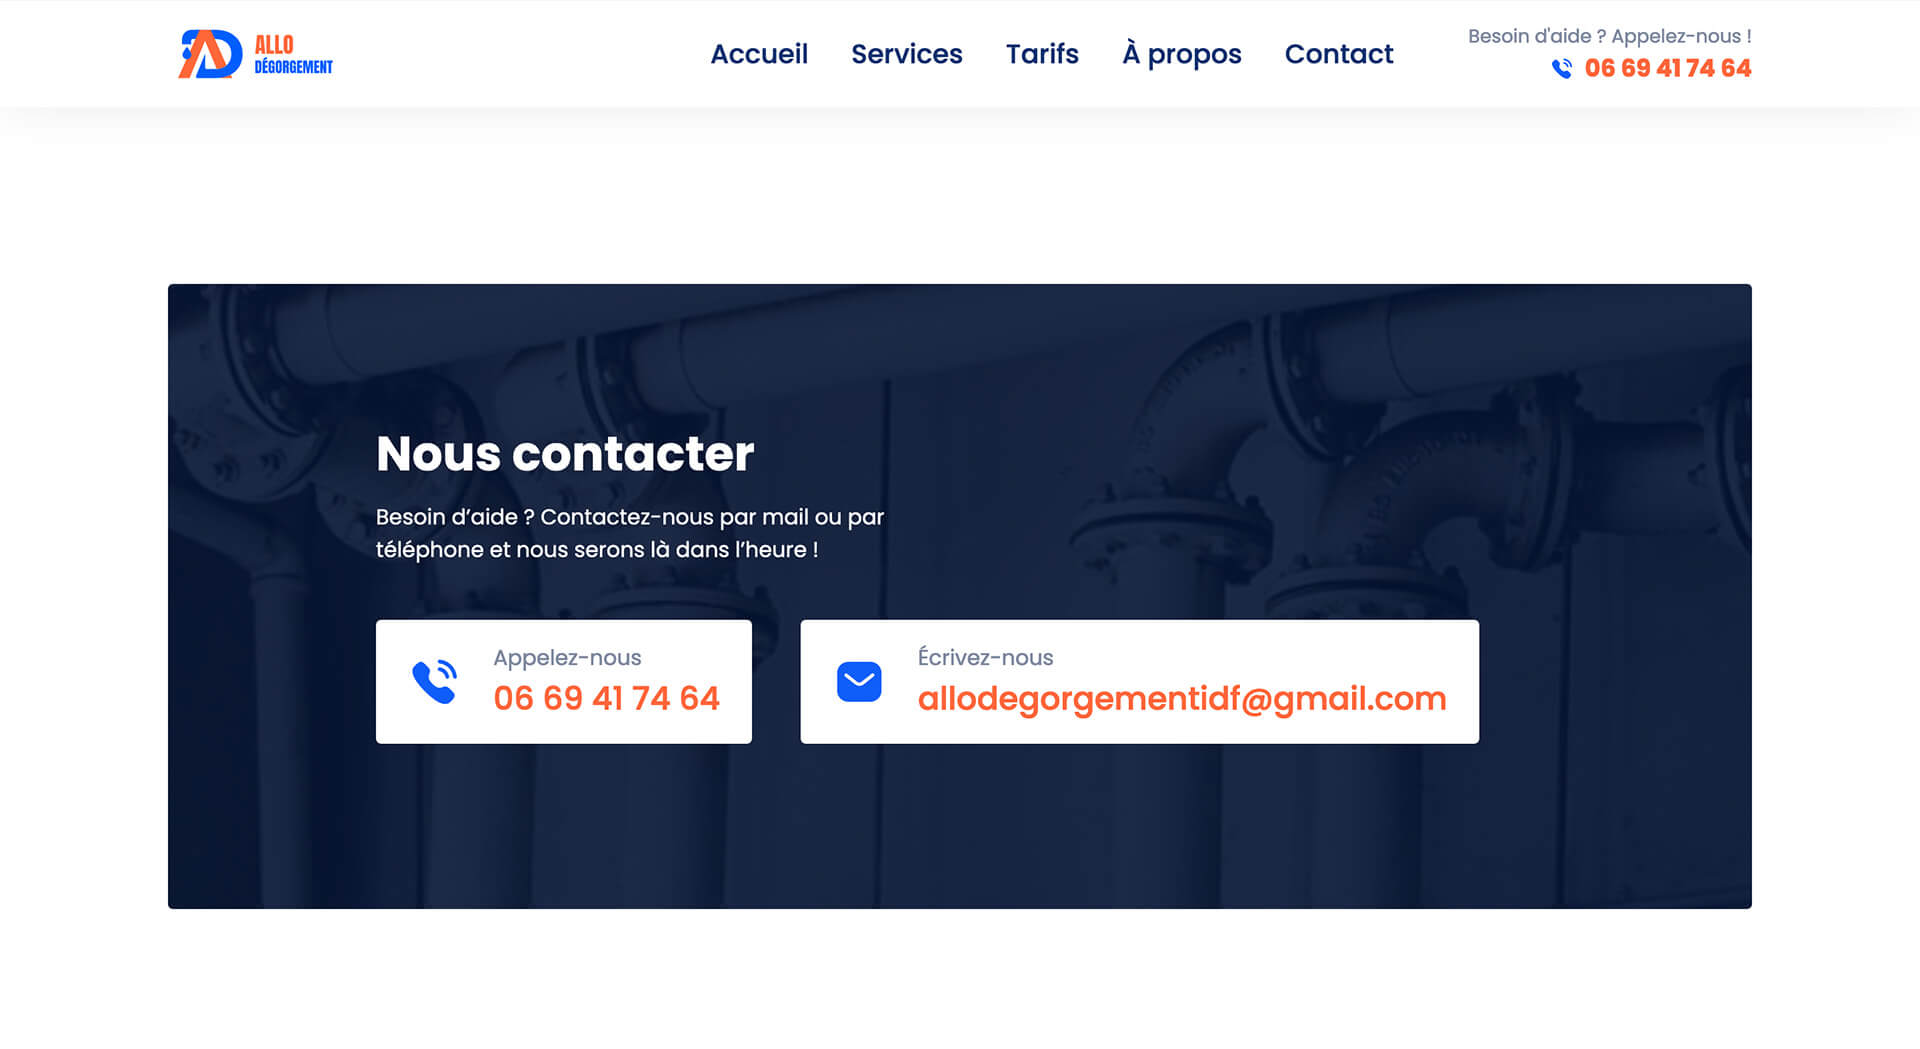 ALLO
DÉGORGEMENT
Accueil
Services
Tarifs
À propos
Contact
Besoin d'aide ? Appelez-nous !
06 69 41 74 64
Nous contacter
Besoin d’aide ? Contactez-nous par mail ou par
téléphone et nous serons là dans l’heure !
Appelez-nous
06 69 41 74 64
Écrivez-nous
allodegorgementidf@gmail.com